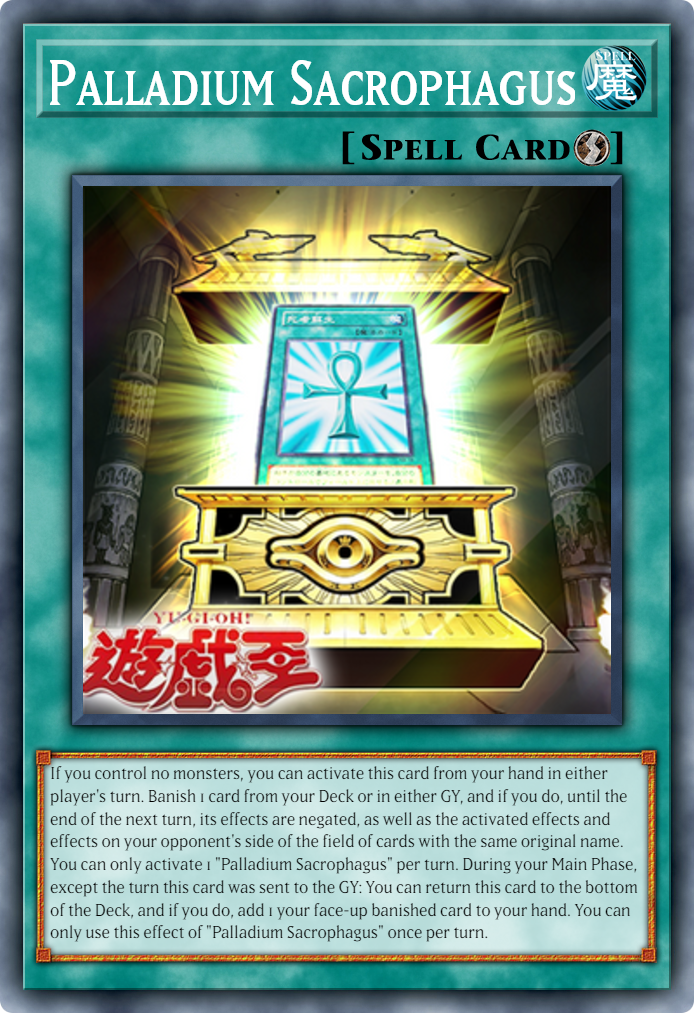 PALLADIUM SACROPHAGUS
SPELL
魔
[SPELL CARD]
死者蘇生
YU-GI-OH!
遊戯王
If you control no monsters, you can activate this card from your hand in either
player's turn. Banish 1 card from your Deck or in either GY, and if you do, until the
end of the next turn, its effects are negated, as well as the activated effects and
effects on your opponent's side of the field of cards with the same original name.
You can only activate 1 "Palladium Sacrophagus" per turn. During your Main Phase,
except the turn this card was sent to the GY: You can return this card to the bottom
of the Deck, and if you do, add 1 your face-up banished card to your hand. You can
only use this effect of "Palladium Sacrophagus" once per turn.